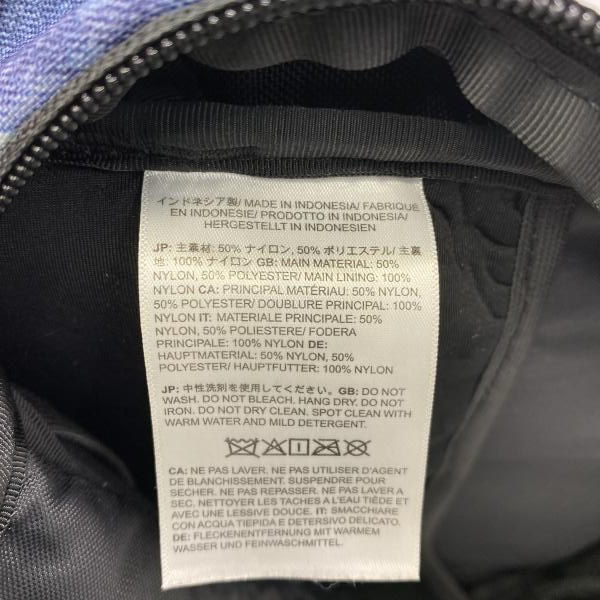 インドネシア製/ MADE IN INDONESIA/ FABRIQUÉ
EN INDONESIE/ PRODOTTO IN INDONESIA/
HERGESTELLT IN INDONESIEN
JP: 主素材: 50% ナイロン, 50% ポリエステル/ 主裏
地: 100% ナイロン GB: MAIN MATERIAL: 50%
NYLON, 50% POLYESTER/ MAIN LINING: 100%
NYLON CA: PRINCIPAL MATÉRIAU: 50% NYLON,
50% POLYESTER/ DOUBLURE PRINCIPAL: 100%
NYLON IT: MATERIALE PRINCIPALE: 50%
NYLON, 50% POLIESTERE/ FODERA
PRINCIPALE: 100% NYLON DE:
HAUPTMATERIAL: 50% NYLON, 50%
POLYESTER/ HAUPTFUTTER: 100% NYLON
JP: 中性洗剤を使用してください。 GB: DO NOT
WASH. DO NOT BLEACH. HANG DRY. DO NOT
IRON. DO NOT DRY CLEAN. SPOT CLEAN WITH
WARM WATER AND MILD DETERGENT.
CA: NE PAS LAVER. NE PAS UTILISER D'AGENT
DE BLANCHISSEMENT. SUSPENDRE POUR
SECHER. NE PAS REPASSER. NE PAS LAVER A
SEC. NETTOYER LES TACHES A L'EAU TIÈDE ET
AVEC UNE LESSIVE DOUCE. IT: SMACCHIARE
CON ACQUA TIEPIDA E DETERSIVO DELICATO.
DE: FLECKENENTFERNUNG MIT WARMEM
WASSER UND FEINWASCHMITTEL.